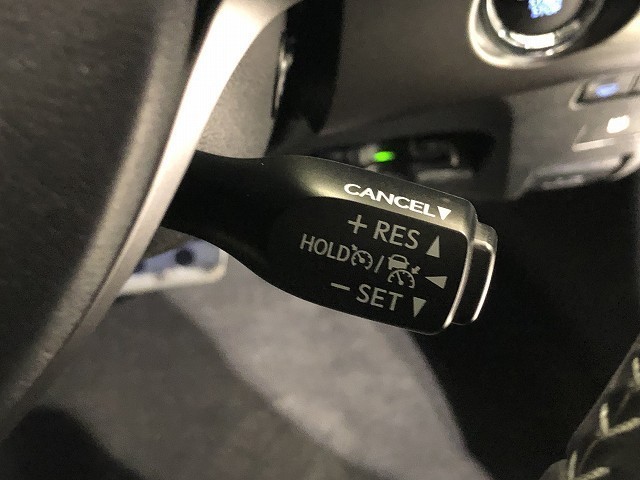 CANCEL▼
+ RES ▲
HOLD / ◀
− SET ▼